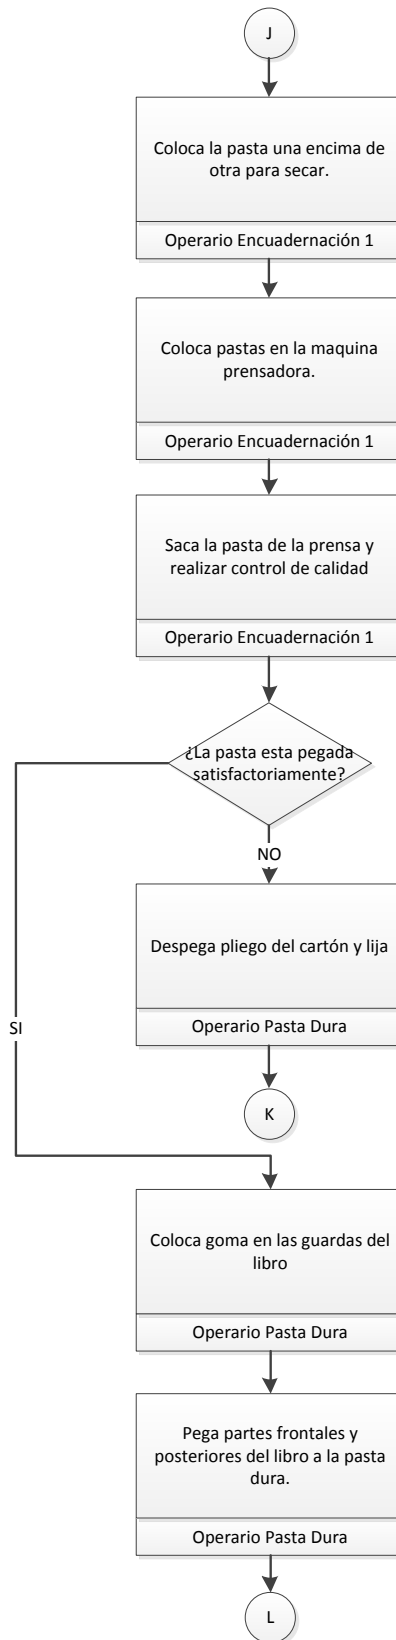 J
Coloca la pasta una encima de
otra para secar.
Operario Encuadernación 1
Coloca pastas en la maquina
prensadora.
Operario Encuadernación 1
Saca la pasta de la prensa y
realizar control de calidad
Operario Encuadernación 1
¿La pasta esta pegada
satisfactoriamente?
NO
Despega pliego del cartón y lija
Operario Pasta Dura
SI
K
Coloca goma en las guardas del
libro
Operario Pasta Dura
Pega partes frontales y
posteriores del libro a la pasta
dura.
Operario Pasta Dura
L